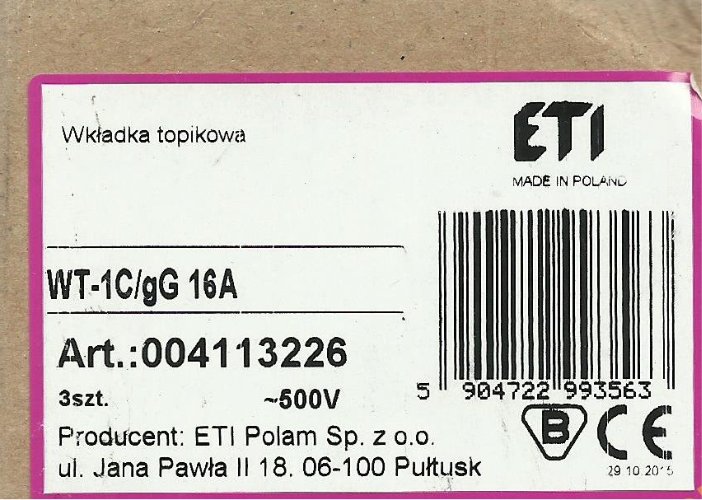 Wkładka topikowa
ETI
MADE IN POLAND
WT-1C/gG 16A
Art.:004113226
3szt. ~500V
5 904722 993563
Producent: ETI Polam Sp. z o.o.
ul. Jana Pawła II 18. 06-100 Pułtusk
B CE
29.10.2015